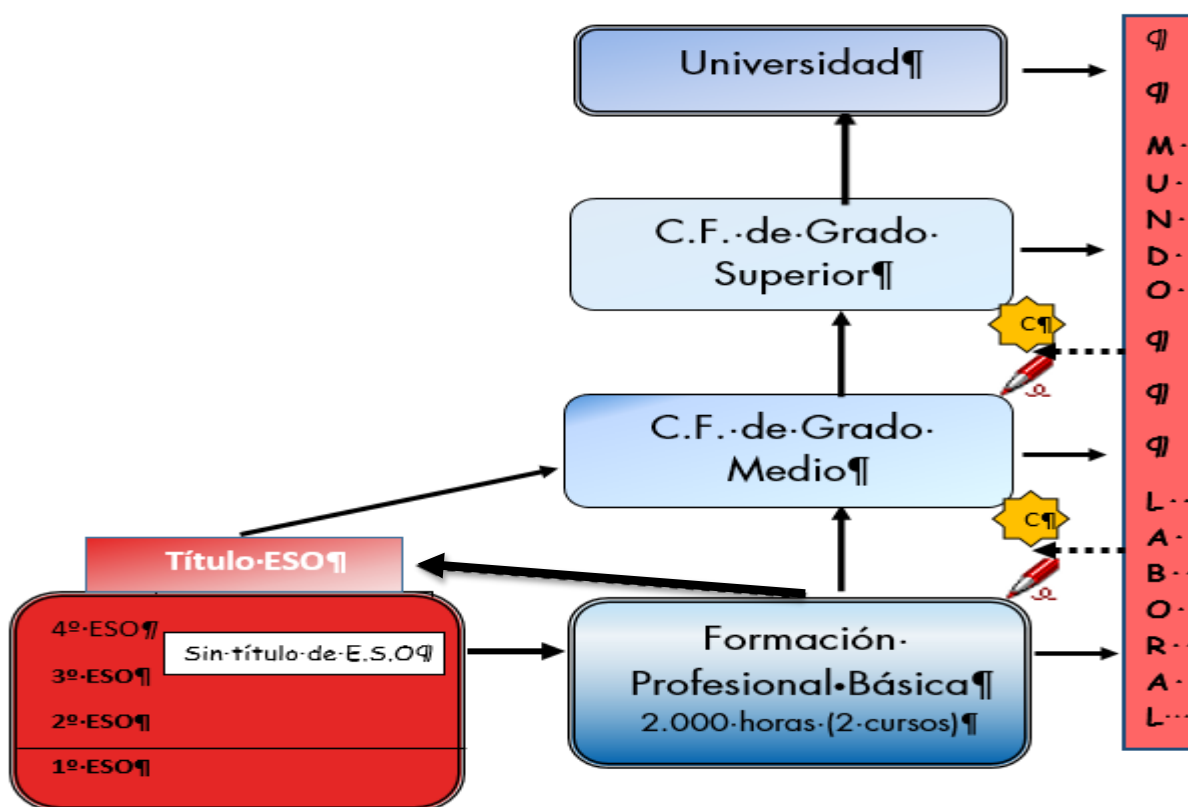 Universidad¶
C.F.·de·Grado·
Superior¶
C¶
C.F.·de·Grado·
Medio¶
C¶
Título·ESO¶
4º·ESO¶
Sin·título·de·E.S.O¶
3º·ESO¶
2º·ESO¶
1º·ESO¶
Formación·
Profesional·Básica¶
2.000·horas·(2·cursos)¶
¶
¶
M·
U·
N·
D·
O·
¶
¶
¶
L··
A·
B··
O·
R··
A·
L··